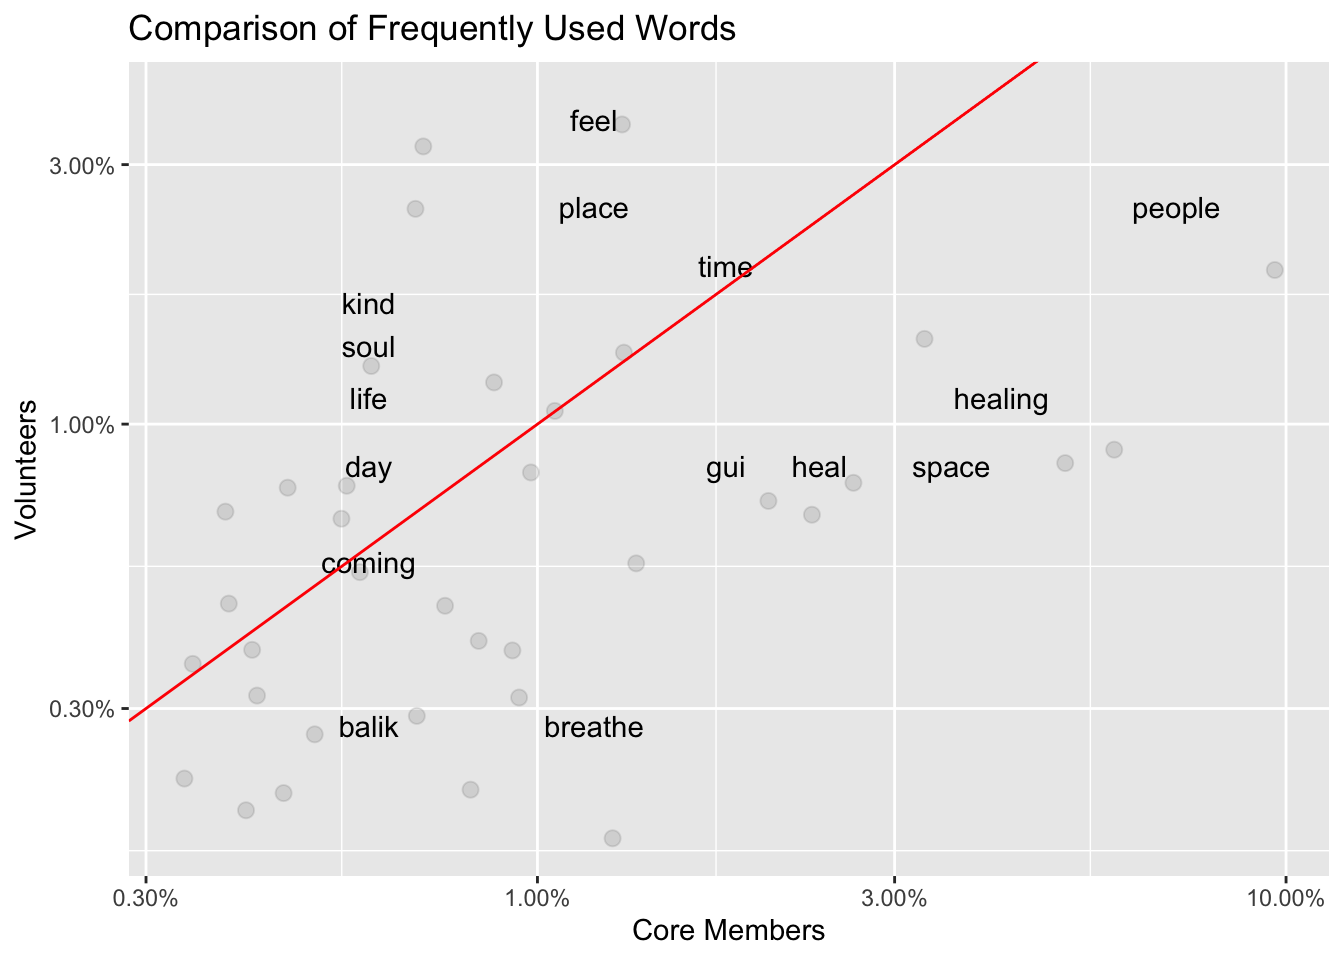 Comparison of Frequently Used Words
feel
3.00%
place
people
time
kind
soul
life
healing
1.00%
day
gui
heal
space
Volunteers
coming
0.30%
balik
breathe
0.30%
1.00%
3.00%
10.00%
Core Members